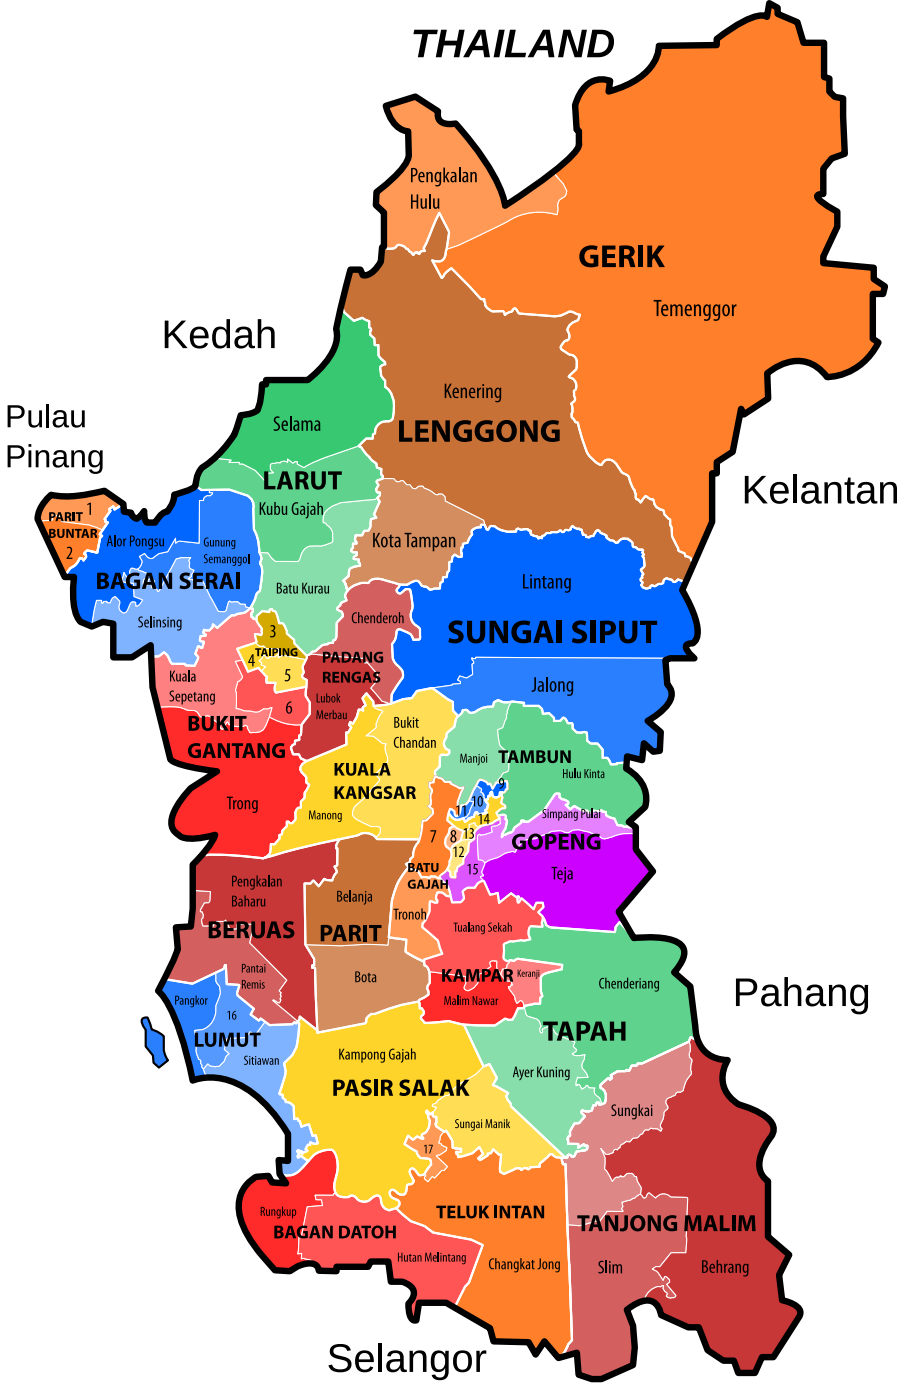 THAILAND
Pengkalan
Hulu
GERIK
Temenggor
Kedah
Kenering
LENGGONG
Pulau
Pinang
Selama
LARUT
Kubu Gajah
Kelantan
PARIT
1
BUNTAR
2
Alor Pongsu
Gunung
Semanggol
BAGAN SERAI
Selinsing
Kota Tampan
Batu Kurau
Lintang
SUNGAI SIPUT
Jalong
Chenderoh
PADANG
RENGAS
Lubok
Merbau
3
TAIPING
4
5
6
Kuala
Sepetang
BUKIT
GANTANG
Trong
Bukit
Chandan
KUALA
KANGSAR
Manong
Manjoi
TAMBUN
Hulu Kinta
9
10
11
14
13
8
12
7
15
Simpang Pulai
GOPENG
Teja
BATU
GAJAH
Tronoh
Pengkalan
Baharu
BERUAS
Pantai
Remis
Belanja
PARIT
Bota
Tualang Sekah
KAMPAR
Keranji
Malim Nawar
Chenderiang
TAPAH
Ayer Kuning
Pahang
Pangkor
16
LUMUT
Sitiawan
Kampong Gajah
PASIR SALAK
Sungai Manik
17
Sungkai
TANJONG MALIM
Slim
Behrang
Rungkup
BAGAN DATOH
Hutan Melintang
TELUK INTAN
Changkat Jong
Selangor